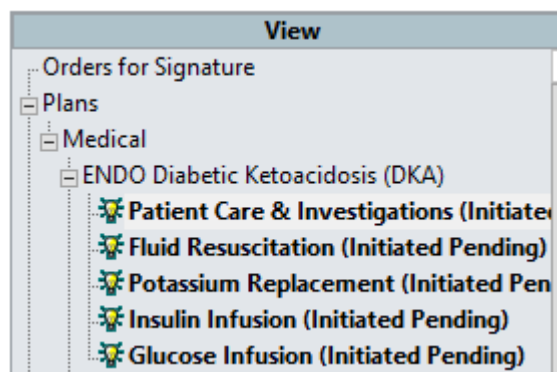 View
Orders for Signature
Plans
Medical
ENDO Diabetic Ketoacidosis (DKA)
Patient Care & Investigations (Initiated
Fluid Resuscitation (Initiated Pending)
Potassium Replacement (Initiated Pen
Insulin Infusion (Initiated Pending)
Glucose Infusion (Initiated Pending)